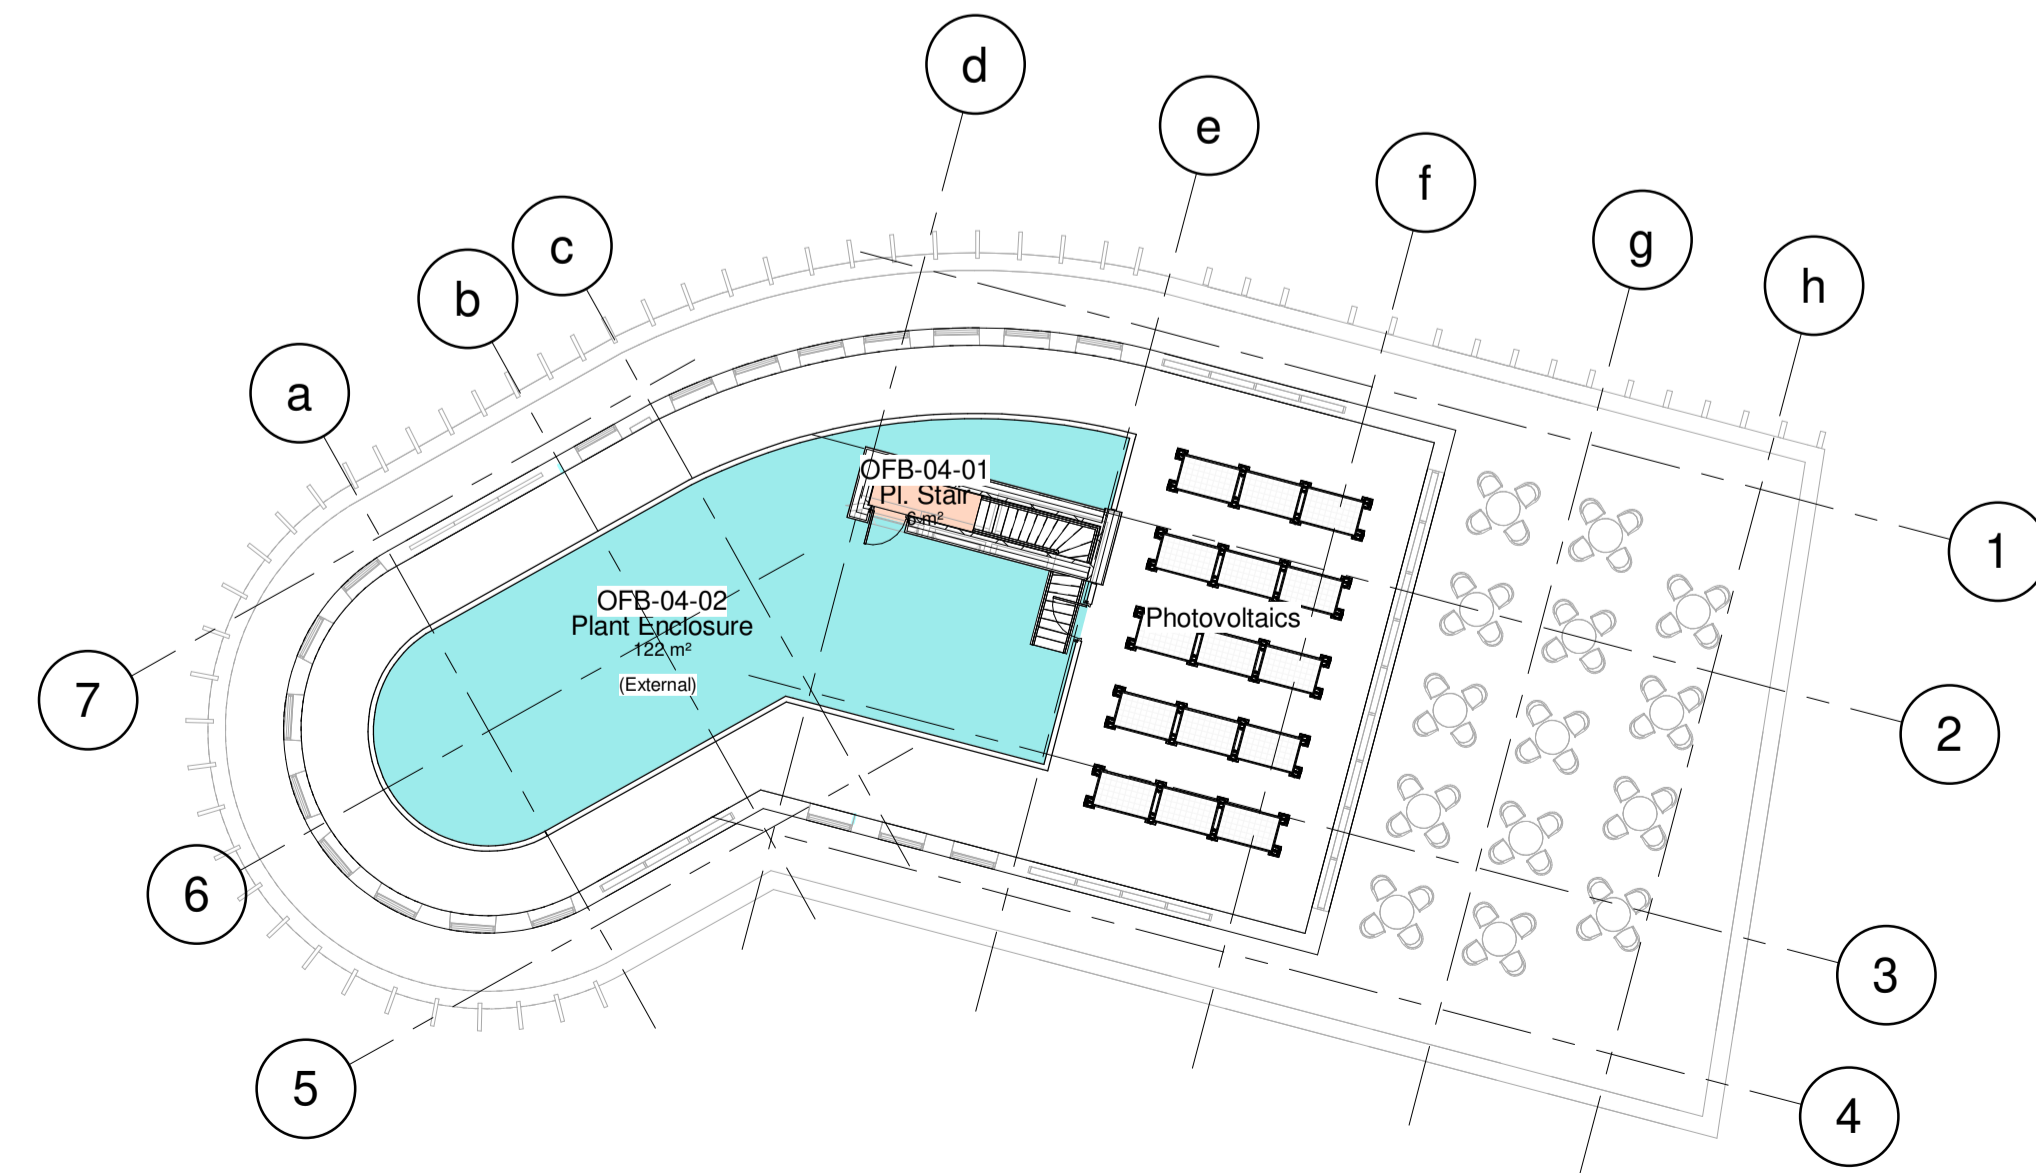 d
e
f
g
h
c
b
a
OFB-04-01
Pl. Stair
6 m²
OFB-04-02
Plant Enclosure
122 m²
(External)
Photovoltaics
1
2
3
4
7
6
5